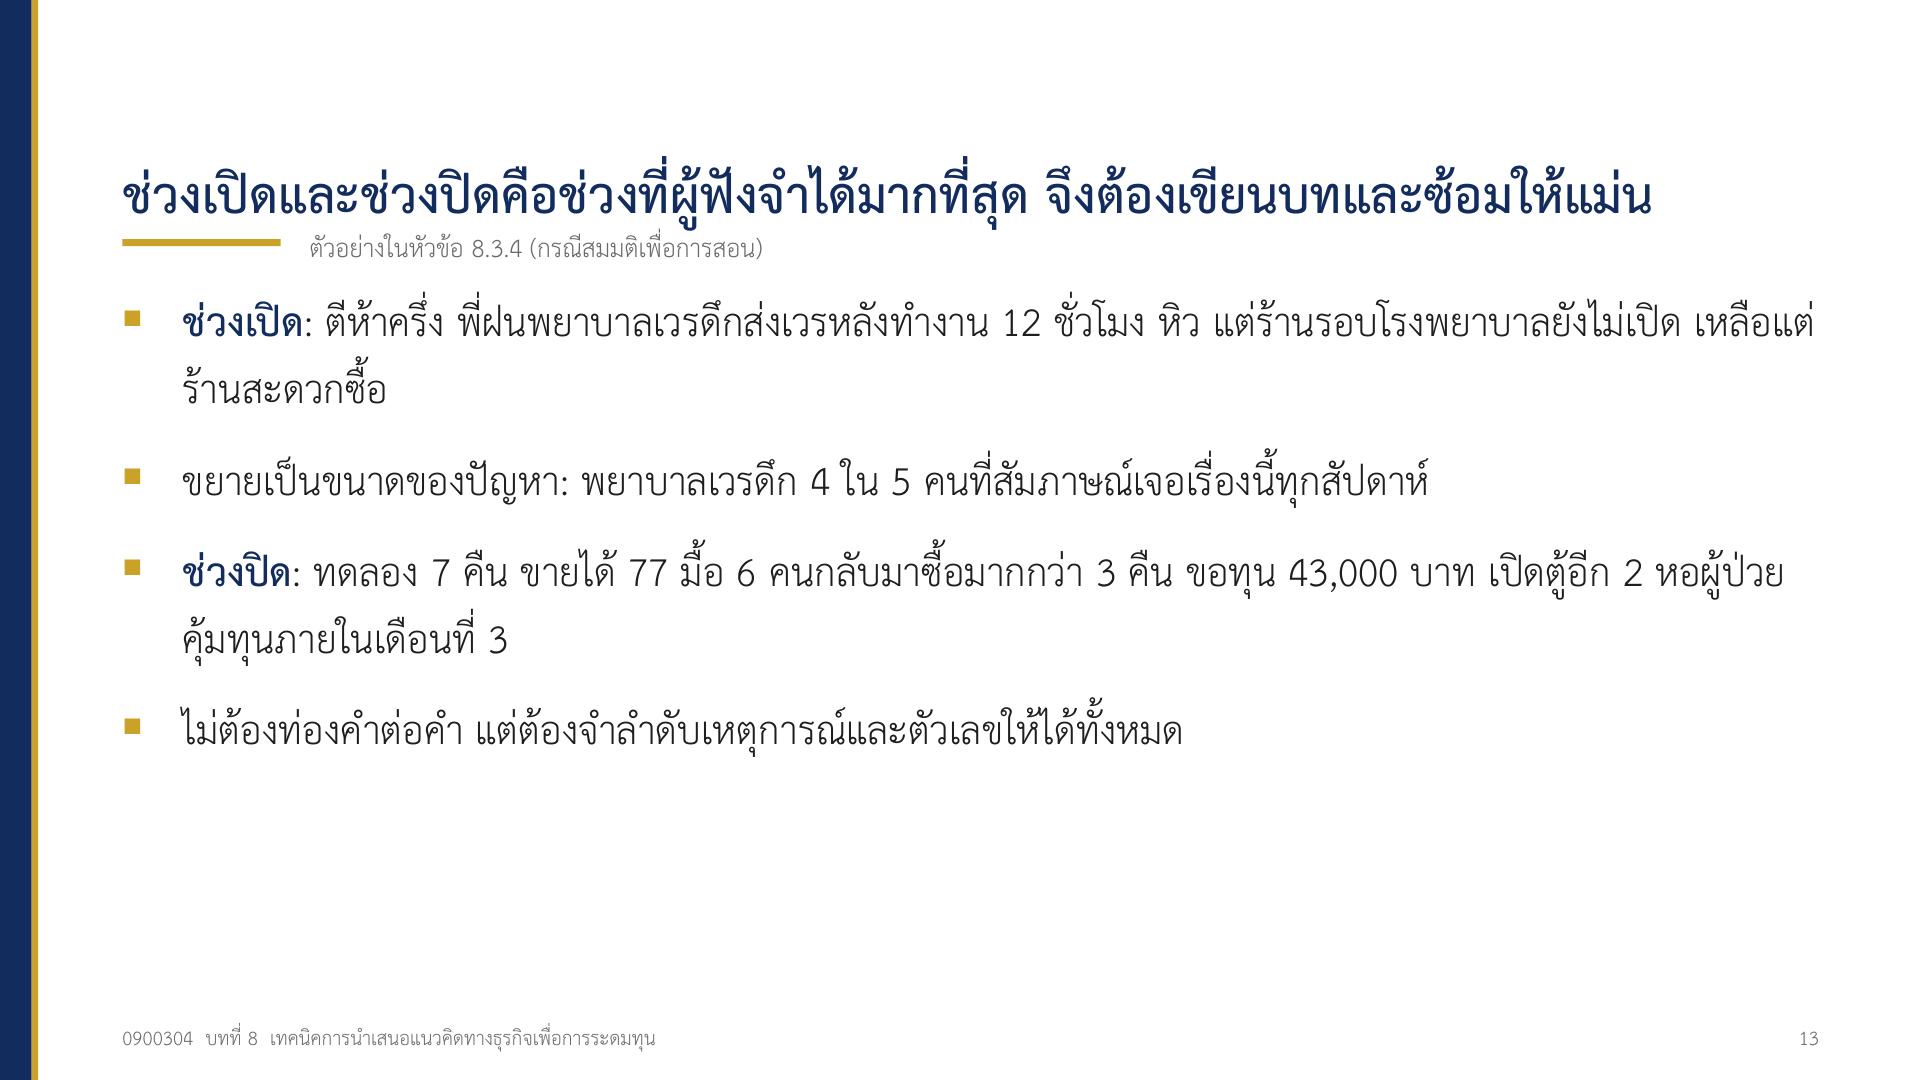 ช่วงเปิดและช่วงปิดคือช่วงที่ผู้ฟังจำได้มากที่สุด จึงต้องเขียนบทและซ้อมให้แม่น
ตัวอย่างในหัวข้อ 8.3.4 (กรณีสมมติเพื่อการสอน)
▪ ช่วงเปิด: ตีห้าครึ่ง พี่ฝนพยาบาลเวรดึกส่งเวรหลังทำงาน 12 ชั่วโมง หิว แต่ร้านรอบโรงพยาบาลยังไม่เปิด เหลือแต่
ร้านสะดวกซื้อ
▪ ขยายเป็นขนาดของปัญหา: พยาบาลเวรดึก 4 ใน 5 คนที่สัมภาษณ์เจอเรื่องนี้ทุกสัปดาห์
▪ ช่วงปิด: ทดลอง 7 คืน ขายได้ 77 มื้อ 6 คนกลับมาซื้อมากกว่า 3 คืน ขอทุน 43,000 บาท เปิดตู้อีก 2 หอผู้ป่วย
คุ้มทุนภายในเดือนที่ 3
▪ ไม่ต้องท่องคำต่อคำ แต่ต้องจำลำดับเหตุการณ์และตัวเลขให้ได้ทั้งหมด
0900304 บทที่ 8 เทคนิคการนำเสนอแนวคิดทางธุรกิจเพื่อการระดมทุน
13